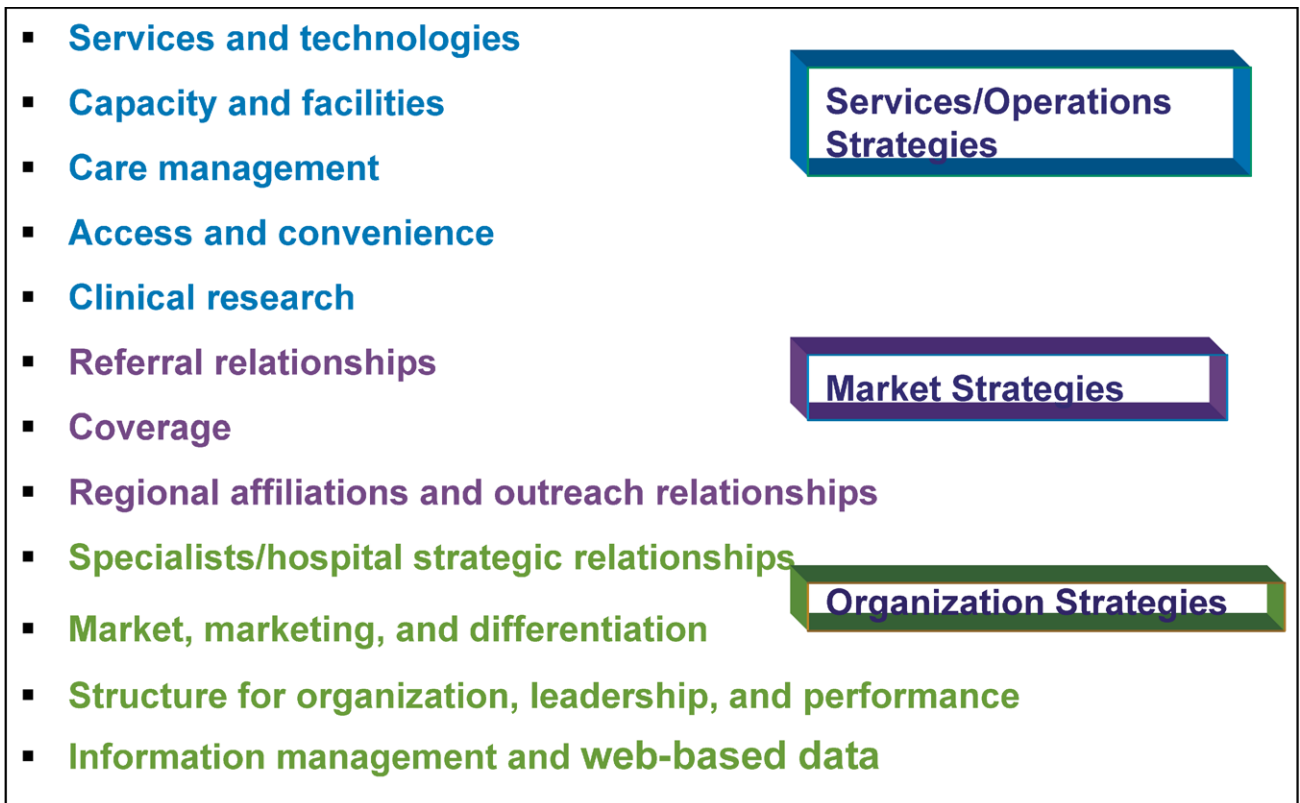 ▪ Services and technologies
▪ Capacity and facilities
▪ Care management
▪ Access and convenience
▪ Clinical research
▪ Referral relationships
▪ Coverage
▪ Regional affiliations and outreach relationships
▪ Specialists/hospital strategic relationships
▪ Market, marketing, and differentiation
▪ Structure for organization, leadership, and performance
▪ Information management and web-based data
Services/Operations
Strategies
Market Strategies
Organization Strategies